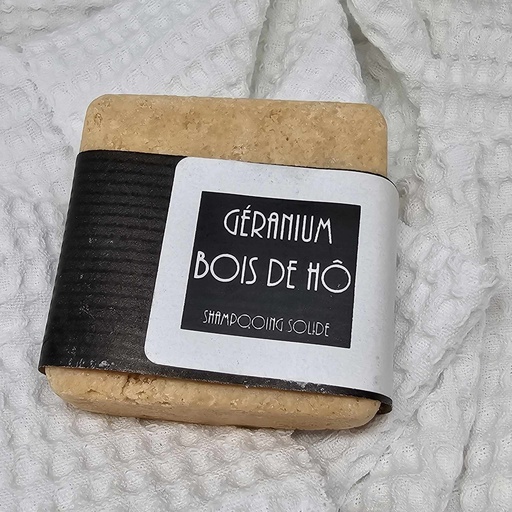 GÉRANIUM
BOIS DE HÔ
SHAMPOOING SOLIDE